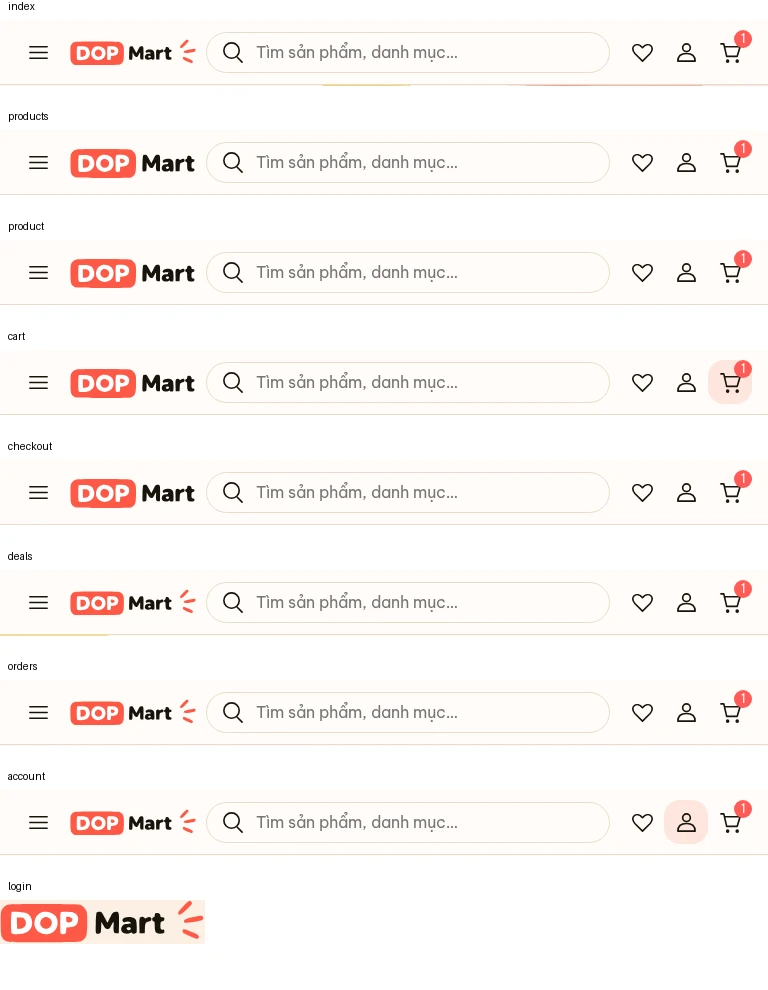 index
DOP Mart Tìm sản phẩm, danh mục... 1
products
DOP Mart Tìm sản phẩm, danh mục... 1
product
DOP Mart Tìm sản phẩm, danh mục... 1
cart
DOP Mart Tìm sản phẩm, danh mục... 1
checkout
DOP Mart Tìm sản phẩm, danh mục... 1
deals
DOP Mart Tìm sản phẩm, danh mục... 1
orders
DOP Mart Tìm sản phẩm, danh mục... 1
account
DOP Mart Tìm sản phẩm, danh mục... 1
login
DOP Mart